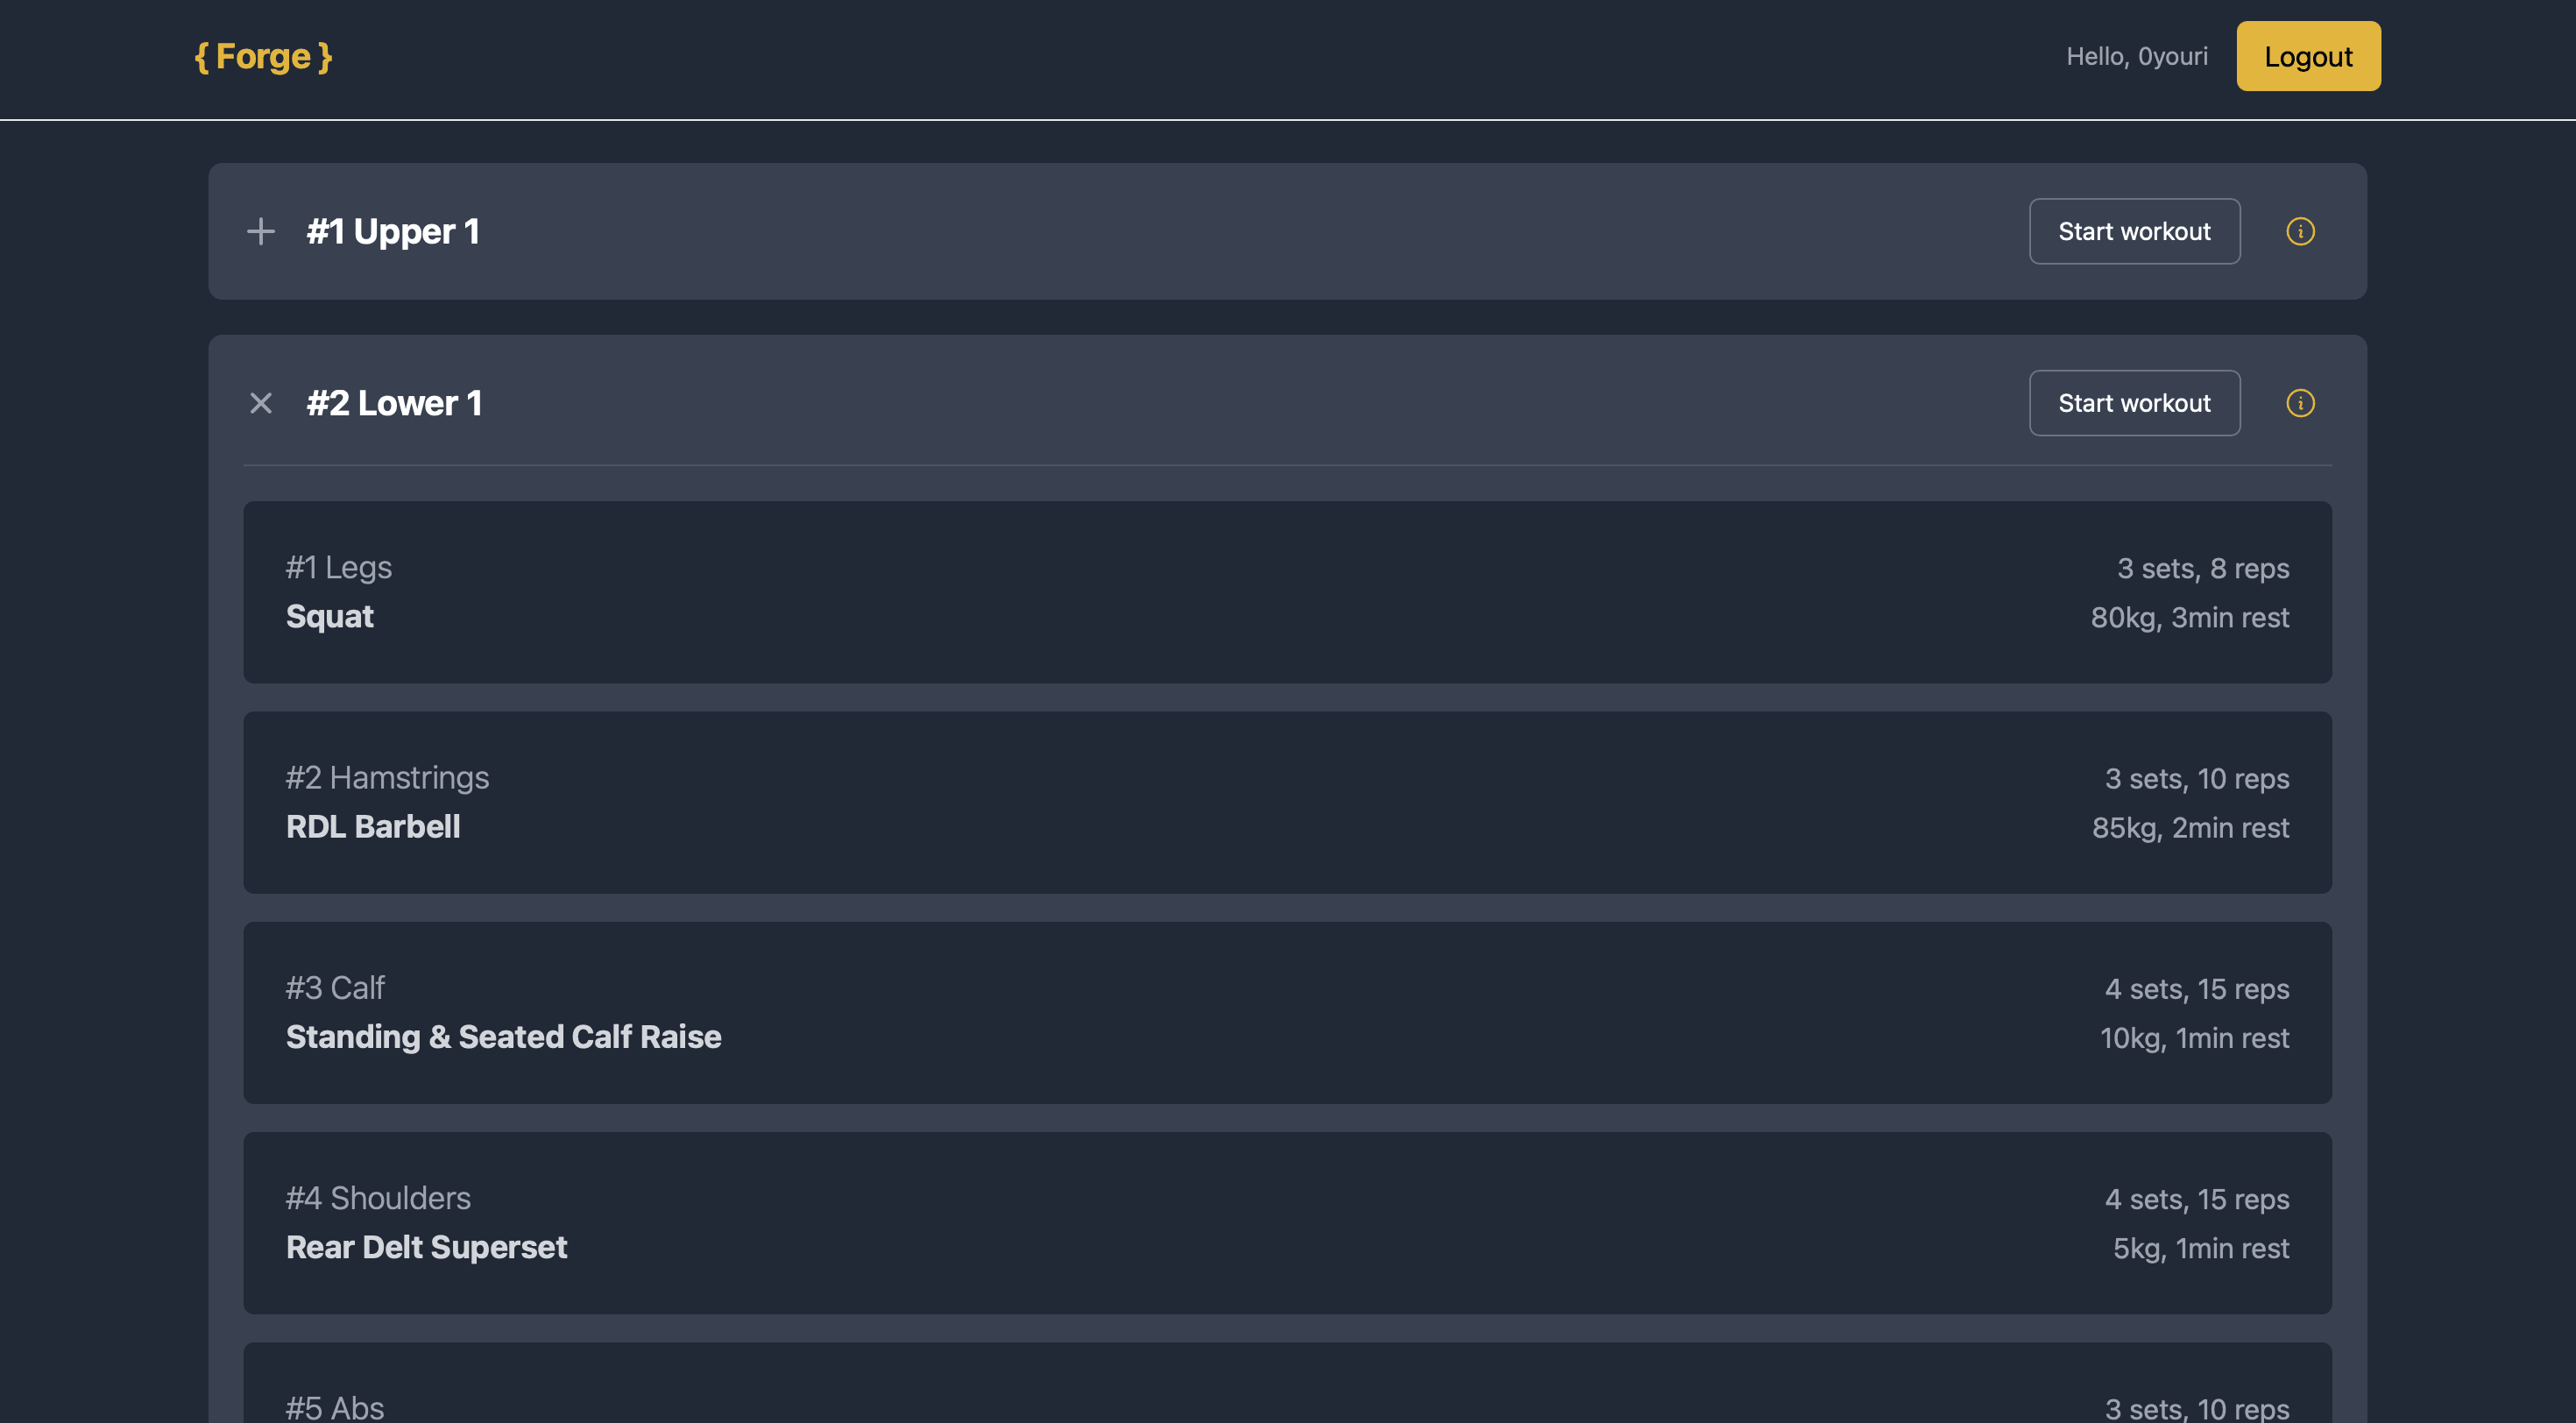 { Forge }
Hello, 0youri
Logout
#1 Upper 1
Start workout
#2 Lower 1
Start workout
#1 Legs
3 sets, 8 reps
Squat
80kg, 3min rest
#2 Hamstrings
3 sets, 10 reps
RDL Barbell
85kg, 2min rest
#3 Calf
4 sets, 15 reps
Standing & Seated Calf Raise
10kg, 1min rest
#4 Shoulders
4 sets, 15 reps
Rear Delt Superset
5kg, 1min rest
#5 Abs
3 sets, 10 reps